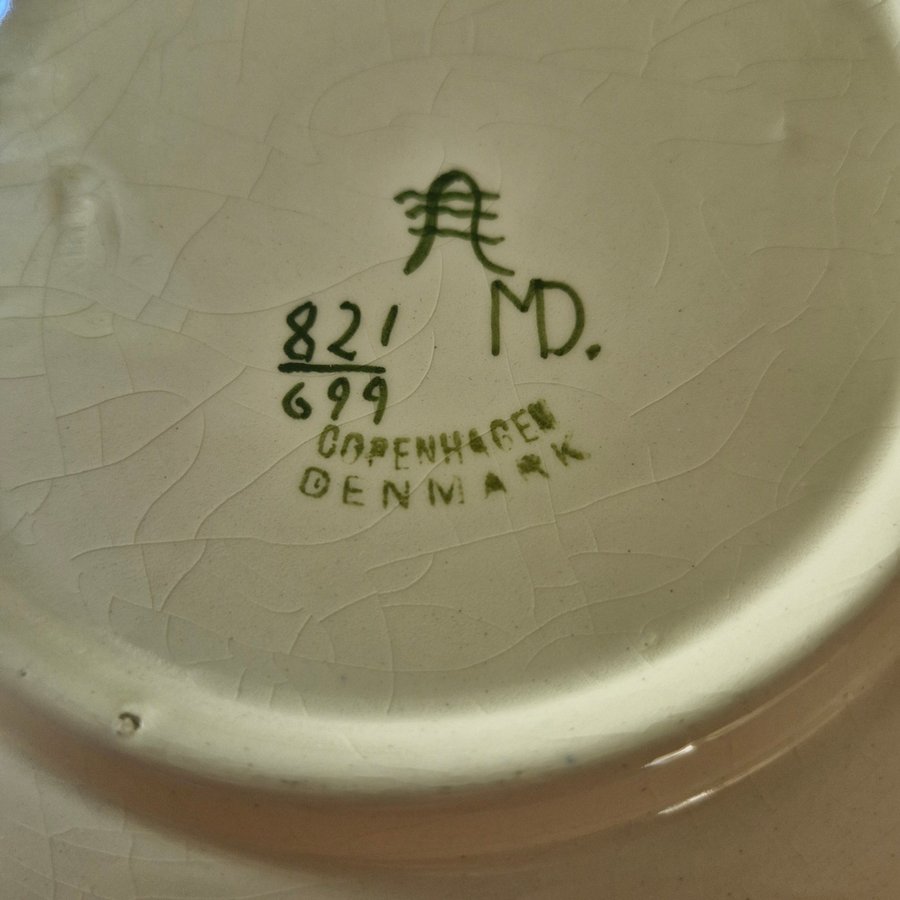 A
MD.
821
699
COPENHAGEN
DENMARK